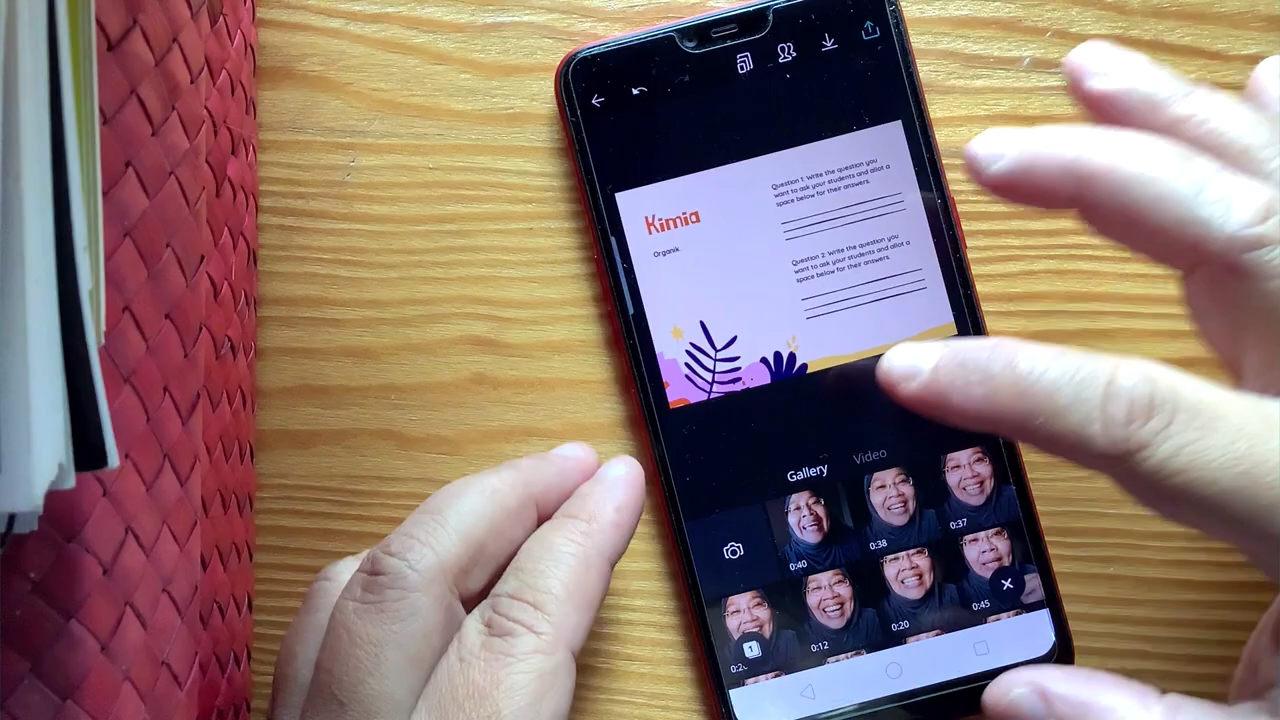 Kimia
Organik.
Question 1: Write the question you
want to ask your students and allot a
space below for their answers.
Question 2: Write the question you
want to ask your students and allot a
space below for their answers.
Gallery Video
0:40
0:38
0:37
0:12
0:20
0:45
1